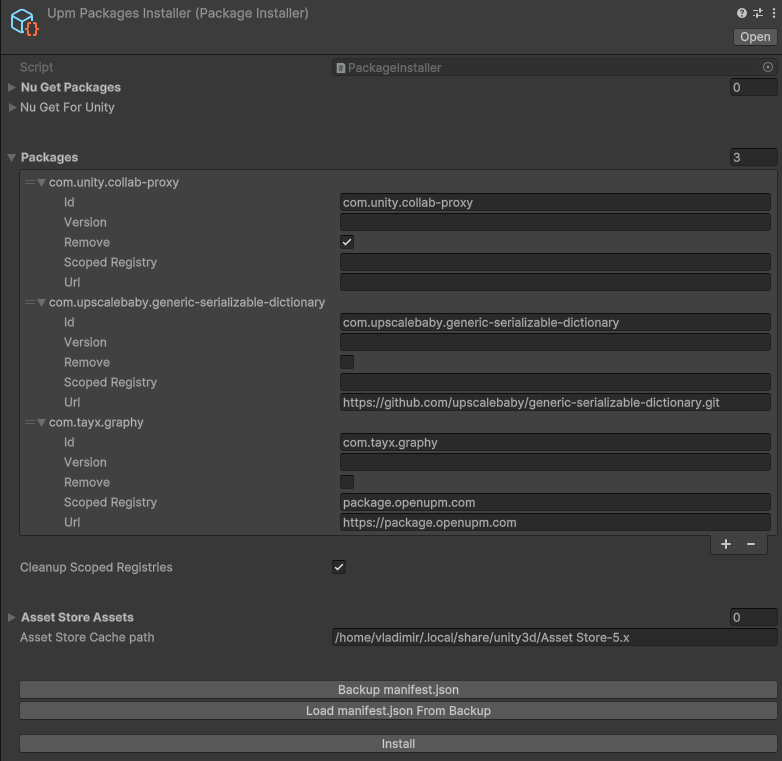 Upm Packages Installer (Package Installer)
Open
Script PackageInstaller
Nu Get Packages 0
Nu Get For Unity
Packages 3
com.unity.collab-proxy
Id com.unity.collab-proxy
Version
Remove
Scoped Registry
Url
com.upscalebaby.generic-serializable-dictionary
Id com.upscalebaby.generic-serializable-dictionary
Version
Remove
Scoped Registry
Url https://github.com/upscalebaby/generic-serializable-dictionary.git
com.tayx.graphy
Id com.tayx.graphy
Version
Remove
Scoped Registry package.openupm.com
Url https://package.openupm.com
+ −
Cleanup Scoped Registries
Asset Store Assets 0
Asset Store Cache path /home/vladimir/.local/share/unity3d/Asset Store-5.x
Backup manifest.json
Load manifest.json From Backup
Install